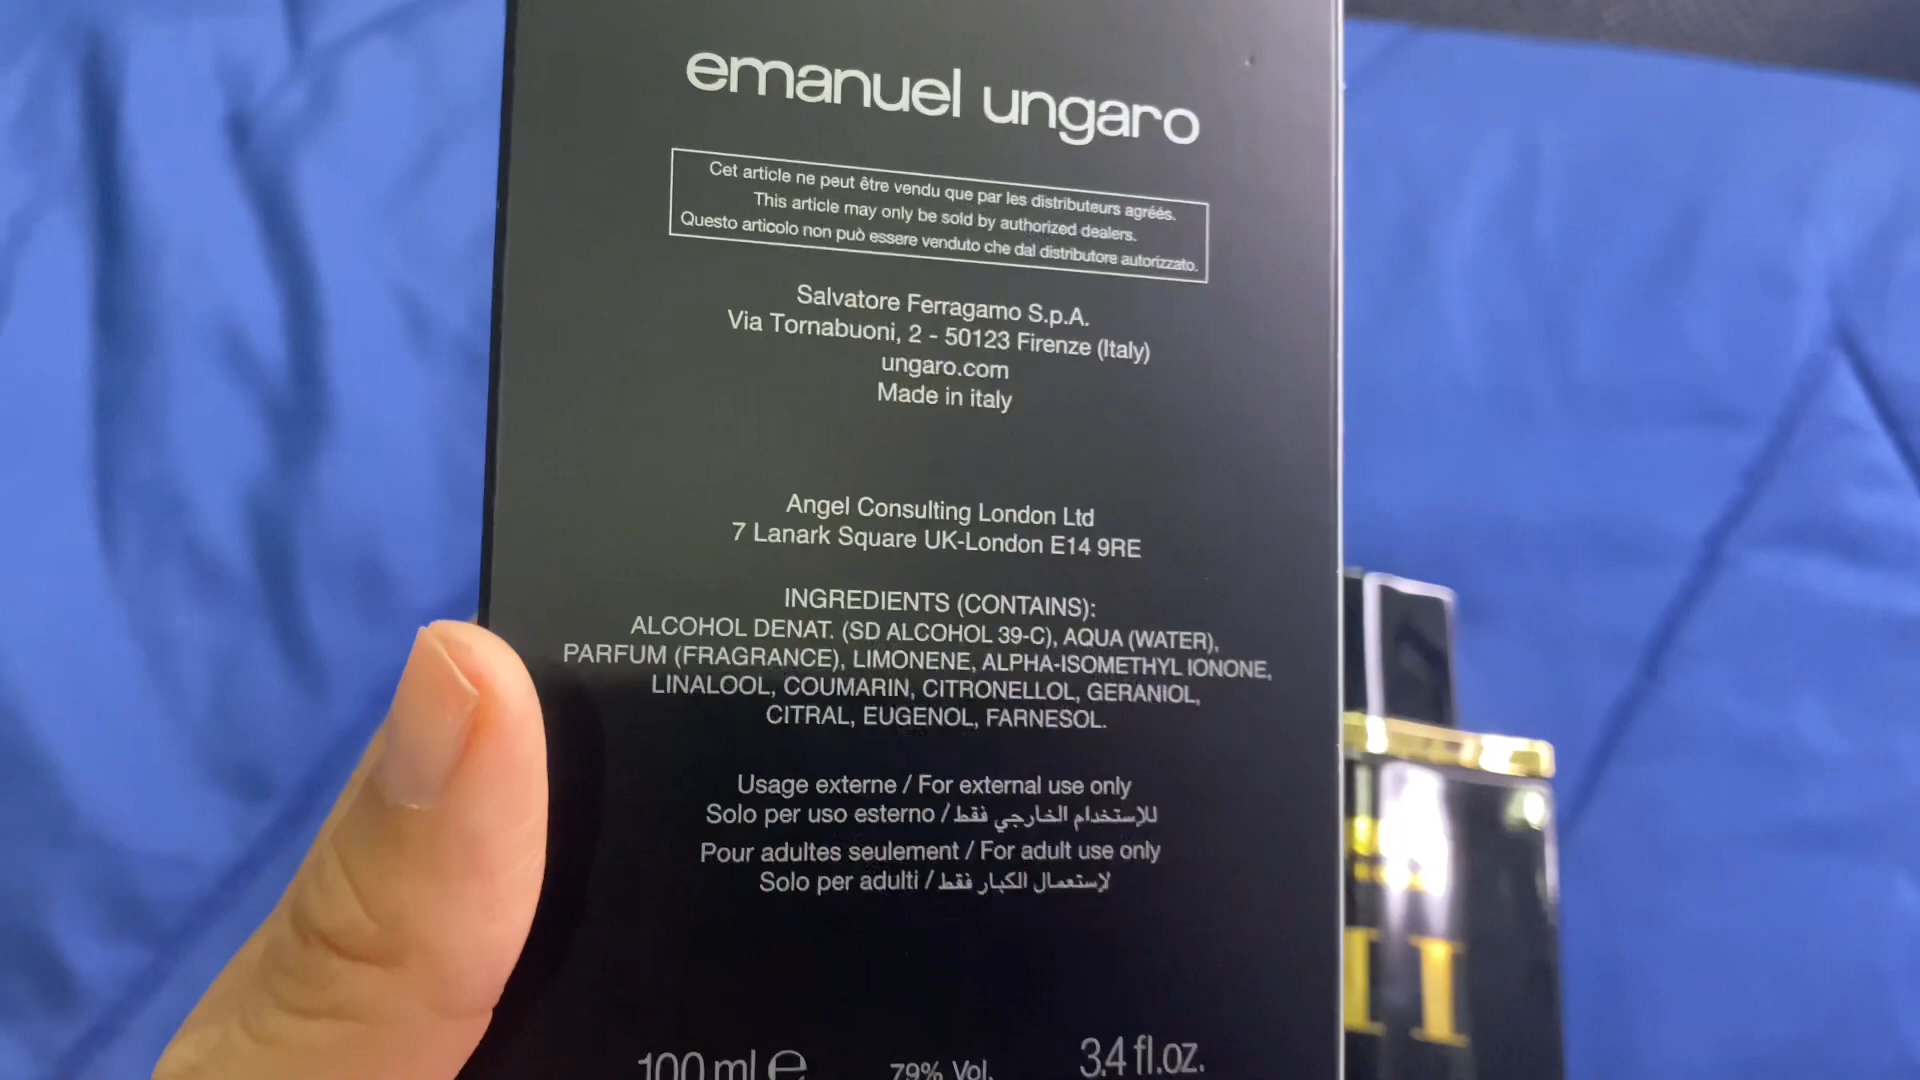 emanuel ungaro
Cet article ne peut être vendu que par les distributeurs agréés.
This article may only be sold by authorized dealers.
Questo articolo non può essere venduto che dal distributore autorizzato.
Salvatore Ferragamo S.p.A.
Via Tornabuoni, 2 - 50123 Firenze (Italy)
ungaro.com
Made in italy
Angel Consulting London Ltd
7 Lanark Square UK-London E14 9RE
INGREDIENTS (CONTAINS):
ALCOHOL DENAT. (SD ALCOHOL 39-C), AQUA (WATER),
PARFUM (FRAGRANCE), LIMONENE, ALPHA-ISOMETHYL IONONE,
LINALOOL, COUMARIN, CITRONELLOL, GERANIOL,
CITRAL, EUGENOL, FARNESOL.
Usage externe / For external use only
Solo per uso esterno / للإستخدام الخارجي فقط
Pour adultes seulement / For adult use only
Solo per adulti / لإستعمال الكبار فقط
100 ml e 79% Vol. 3.4 fl.oz.